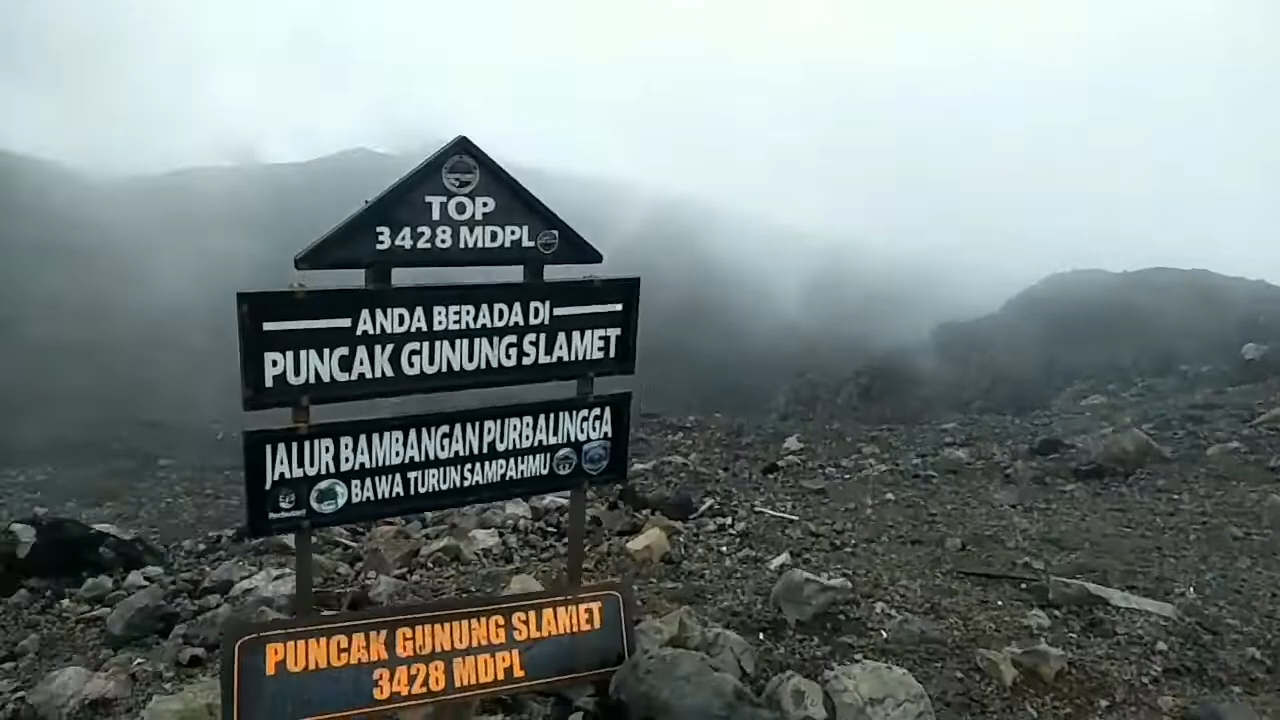 TOP
3428 MDPL
ANDA BERADA DI
PUNCAK GUNUNG SLAMET
JALUR BAMBANGAN PURBALINGGA
BAWA TURUN SAMPAHMU
PUNCAK GUNUNG SLAMET
3428 MDPL